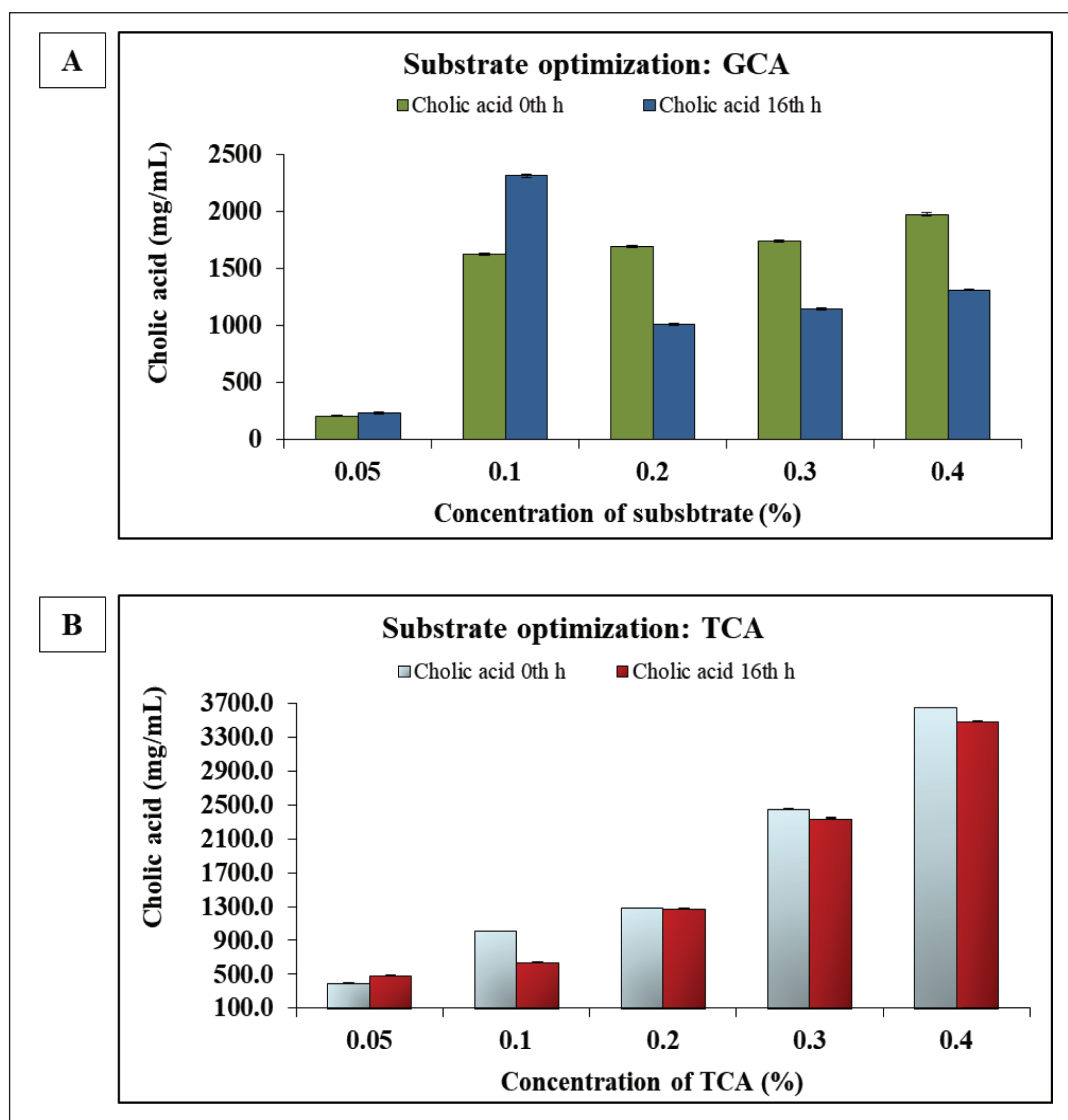 A
Substrate optimization: GCA
Cholic acid 0th h Cholic acid 16th h
Cholic acid (mg/mL)
2500
2000
1500
1000
500
0
0.05 0.1 0.2 0.3 0.4
Concentration of subsbtrate (%)
B
Substrate optimization: TCA
Cholic acid 0th h Cholic acid 16th h
Cholic acid (mg/mL)
3700.0
3300.0
2900.0
2500.0
2100.0
1700.0
1300.0
900.0
500.0
100.0
0.05 0.1 0.2 0.3 0.4
Concentration of TCA (%)